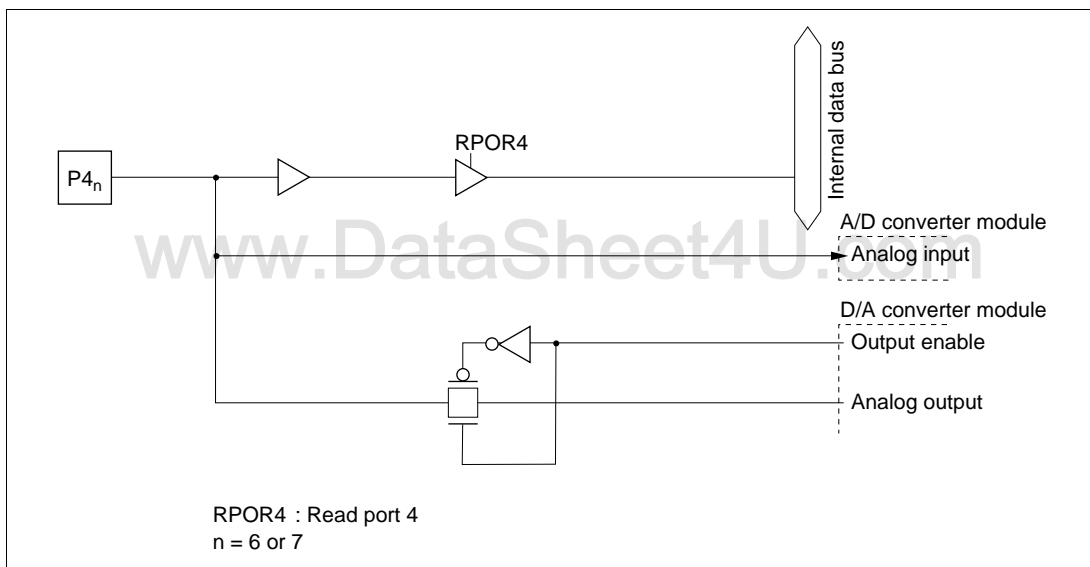 RPOR4
P4n
Internal data bus
A/D converter module
Analog input
www.DataSheet4U.com
D/A converter module
Output enable
Analog output
RPOR4 : Read port 4
n = 6 or 7